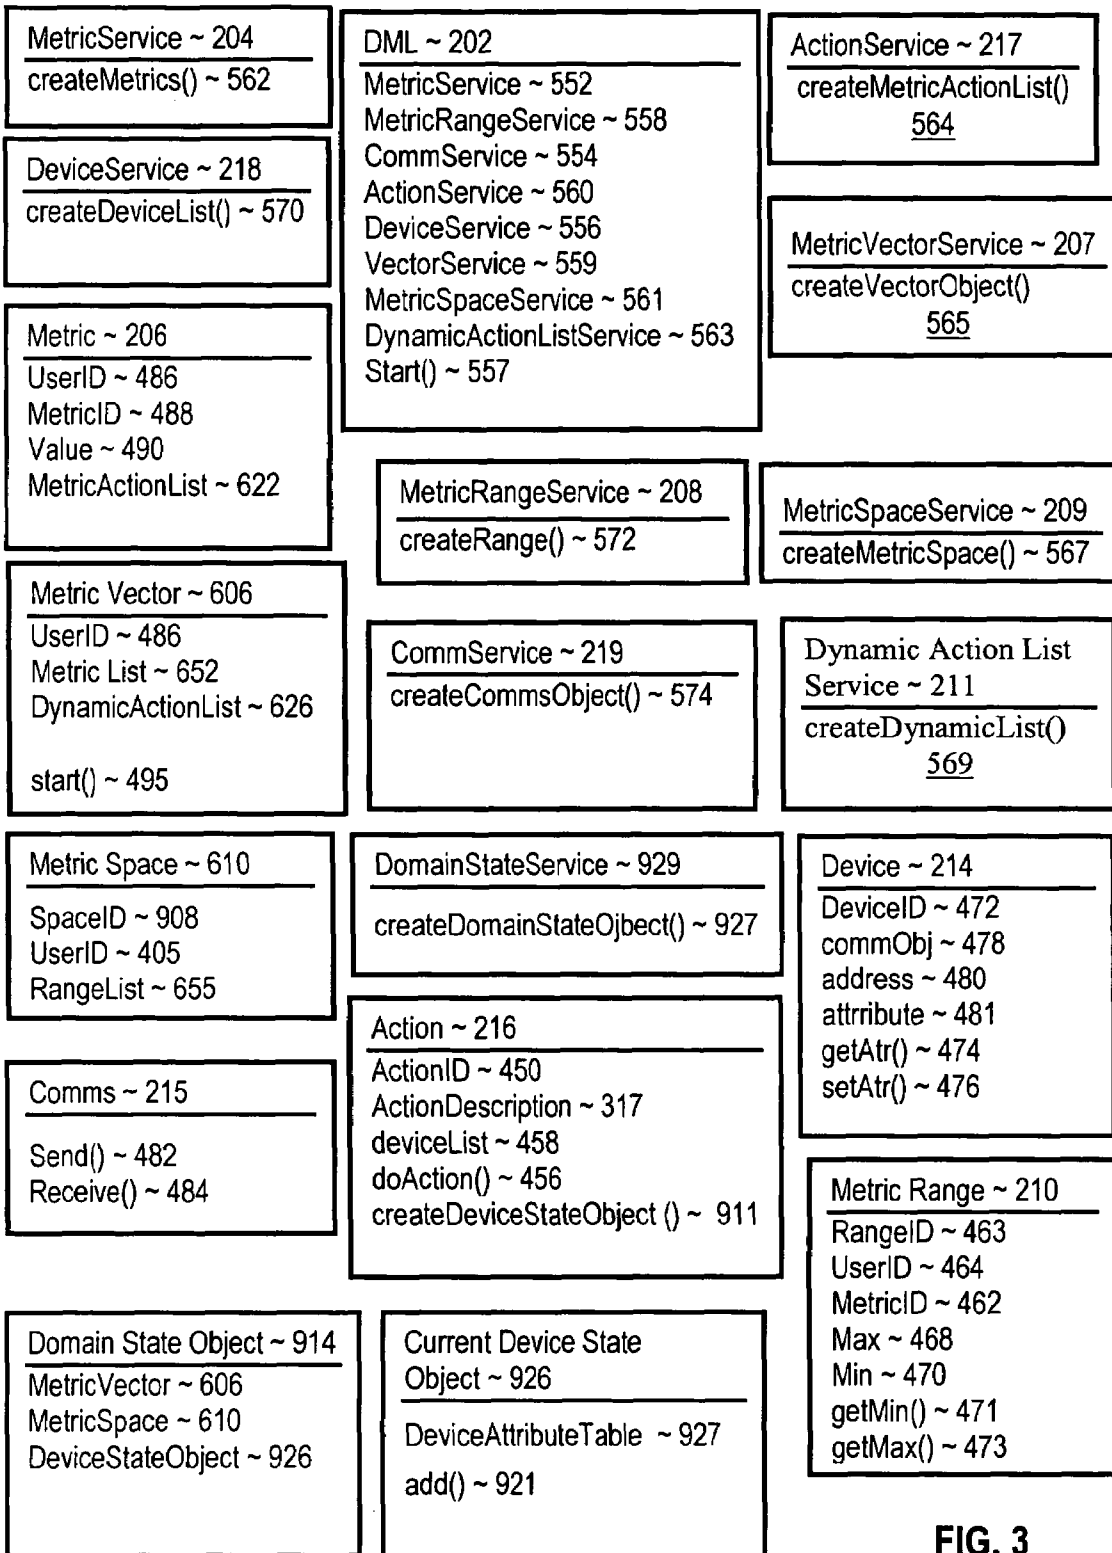 MetricService ~ 204
createMetrics() ~ 562
DML ~ 202
MetricService ~ 552
MetricRangeService ~ 558
CommService ~ 554
ActionService ~ 560
DeviceService ~ 556
VectorService ~ 559
MetricSpaceService ~ 561
DynamicActionListService ~ 563
Start() ~ 557
ActionService ~ 217
createMetricActionList()
564
DeviceService ~ 218
createDeviceList() ~ 570
MetricVectorService ~ 207
createVectorObject()
565
Metric ~ 206
UserID ~ 486
MetricID ~ 488
Value ~ 490
MetricActionList ~ 622
MetricRangeService ~ 208
createRange() ~ 572
MetricSpaceService ~ 209
createMetricSpace() ~ 567
Metric Vector ~ 606
UserID ~ 486
Metric List ~ 652
DynamicActionList ~ 626
start() ~ 495
CommService ~ 219
createCommsObject() ~ 574
Dynamic Action List
Service ~ 211
createDynamicList()
569
Metric Space ~ 610
SpaceID ~ 908
UserID ~ 405
RangeList ~ 655
DomainStateService ~ 929
createDomainStateOjbect() ~ 927
Device ~ 214
DeviceID ~ 472
commObj ~ 478
address ~ 480
attrribute ~ 481
getAtr() ~ 474
setAtr() ~ 476
Comms ~ 215
Send() ~ 482
Receive() ~ 484
Action ~ 216
ActionID ~ 450
ActionDescription ~ 317
deviceList ~ 458
doAction() ~ 456
createDeviceStateObject () ~ 911
Metric Range ~ 210
RangeID ~ 463
UserID ~ 464
MetricID ~ 462
Max ~ 468
Min ~ 470
getMin() ~ 471
getMax() ~ 473
Domain State Object ~ 914
MetricVector ~ 606
MetricSpace ~ 610
DeviceStateObject ~ 926
Current Device State
Object ~ 926
DeviceAttributeTable ~ 927
add() ~ 921
FIG. 3